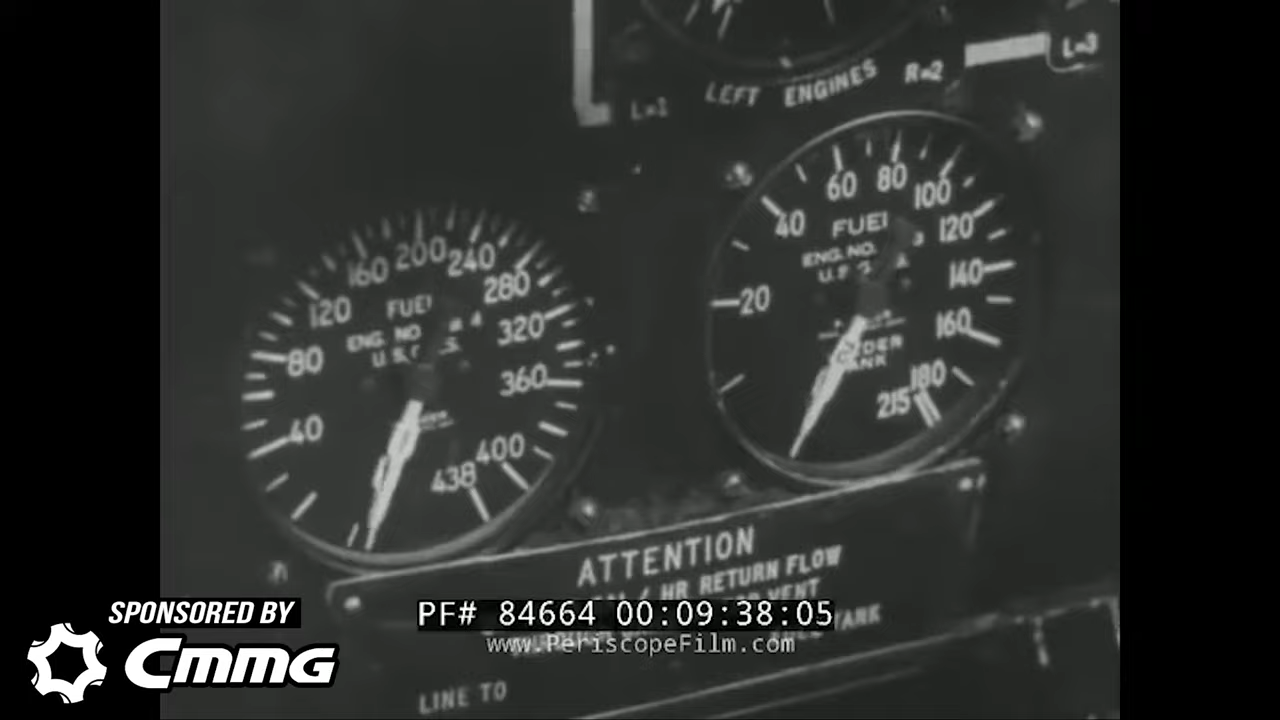 LEFT ENGINES
L=1
R=2
L=3
20
40
60
80
100
120
140
160
180
215
FUEL
ENG. NO. 3
TANK
40
80
120
160
200
240
280
320
360
400
438
FUEL
ENG. NO. 4
ATTENTION
HR RETURN FLOW
VENT
TANK
LINE TO
PF# 84664 00:09:38:05
www.PeriscopeFilm.com
SPONSORED BY
CMMG